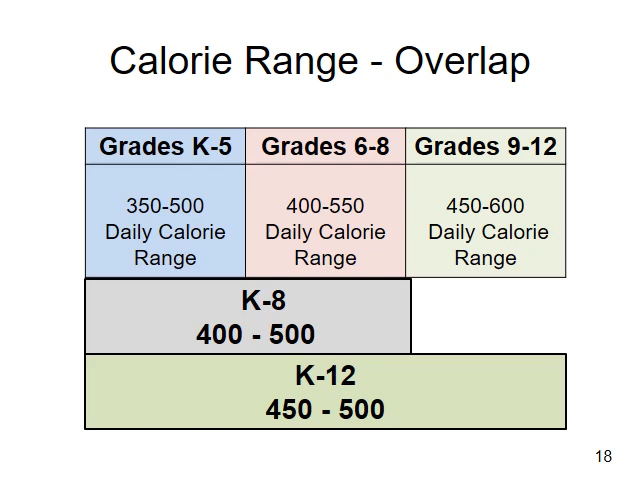 Calorie Range - Overlap
Grades K-5 Grades 6-8 Grades 9-12
350-500 400-550 450-600
Daily Calorie Daily Calorie Daily Calorie
Range Range Range
K-8
400 - 500
K-12
450 - 500
18